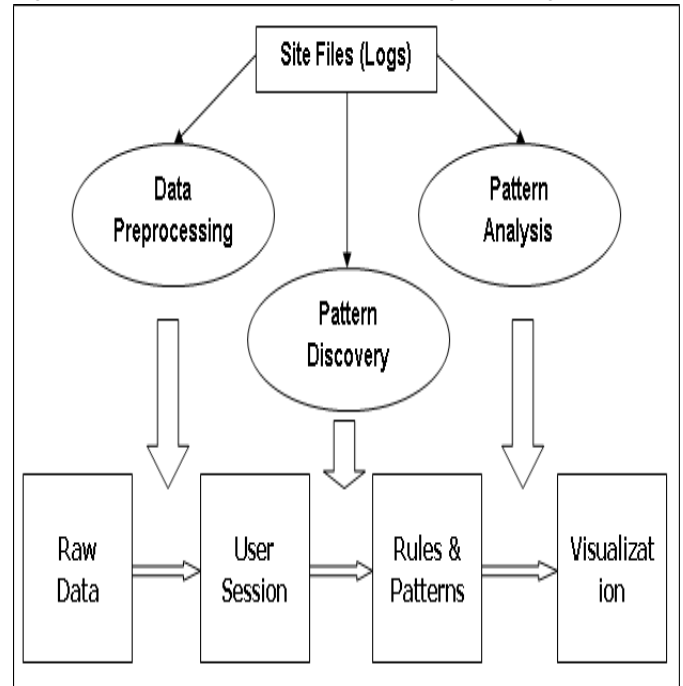 Site Files (Logs)
Data
Preprocessing
Pattern
Analysis
Pattern
Discovery
Raw
Data
User
Session
Rules &
Patterns
Visualizat
ion